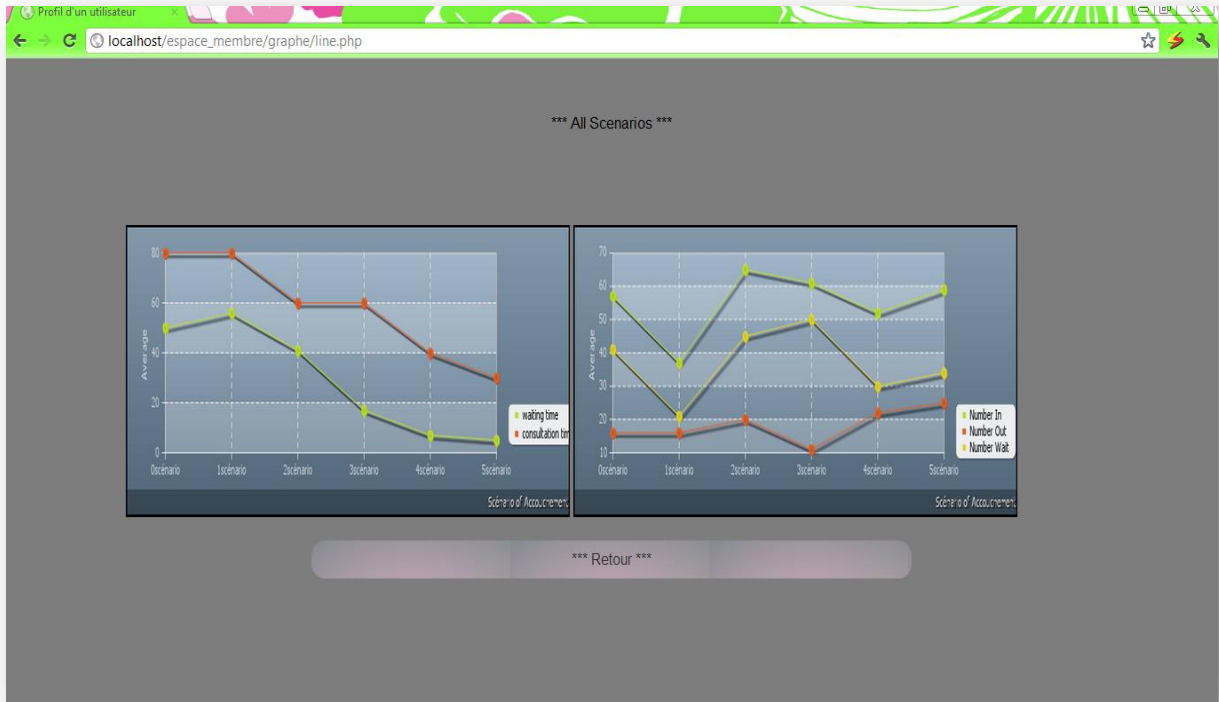 Profil d'un utilisateur
localhost/espace_membre/graphe/line.php
*** All Scenarios ***
80
60
40
20
0
Average
0scénario 1scénario 2scénario 3scénario 4scénario 5scénario
waiting time
consultation tim
Scénario of Accouchement
70
60
50
40
30
20
10
Average
0scénario 1scénario 2scénario 3scénario 4scénario 5scénario
Number In
Number Out
Number Wait
Scénario of Accouchement
*** Retour ***